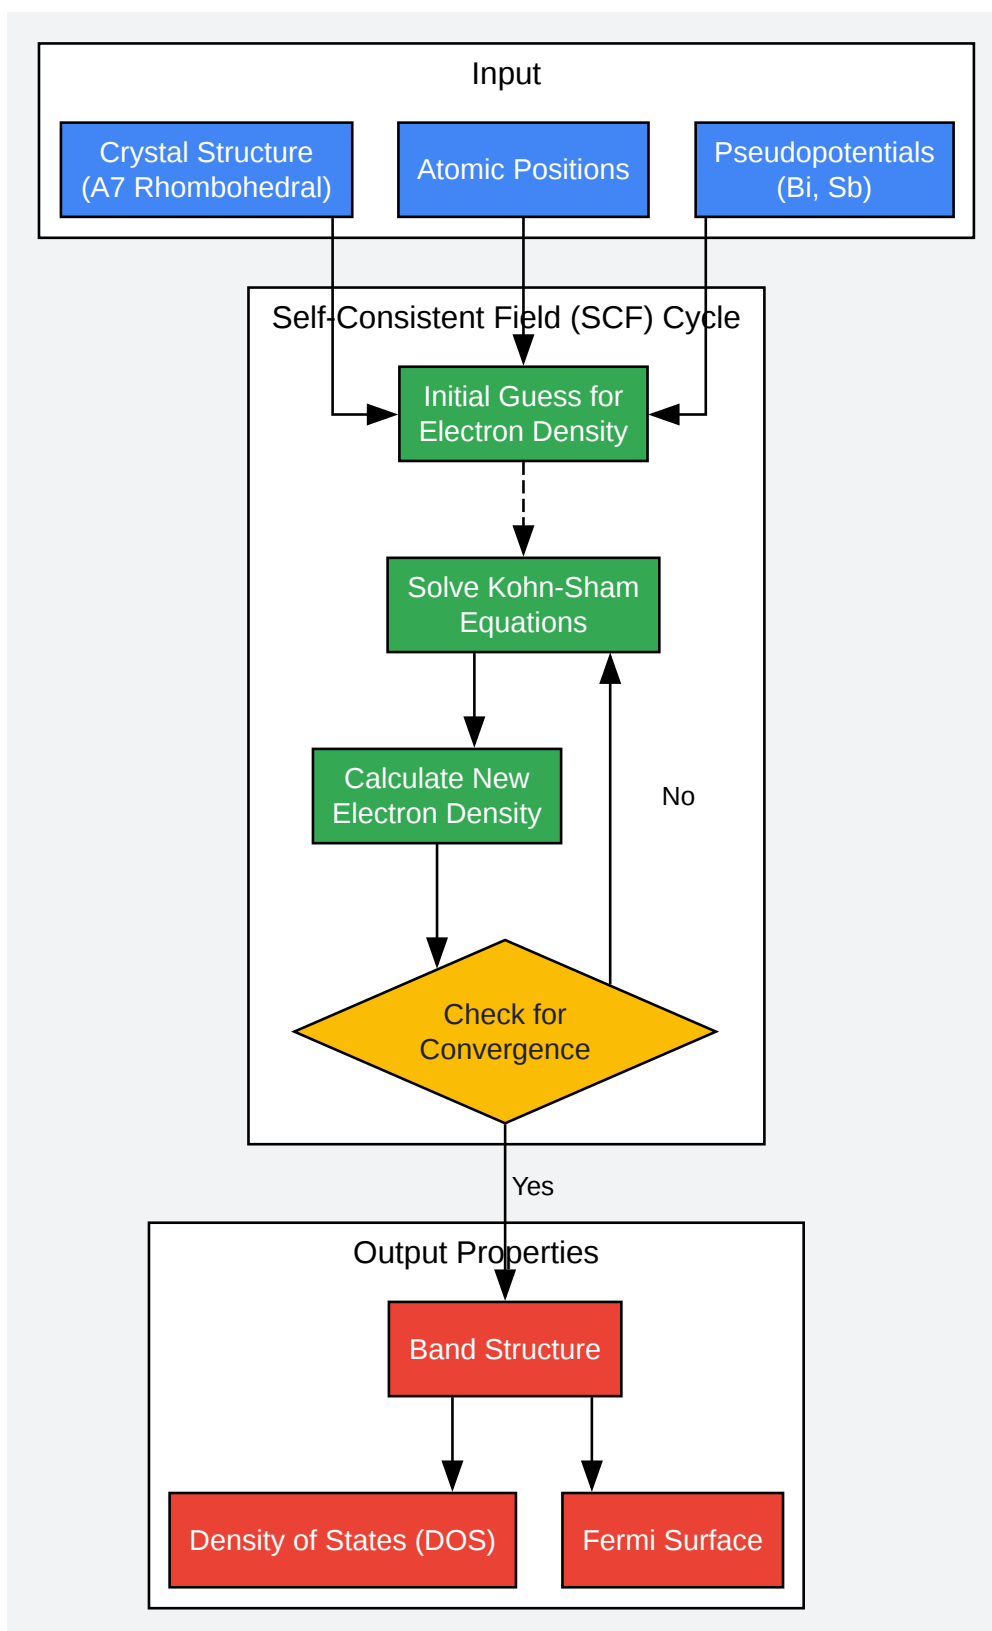 Input
Crystal Structure
(A7 Rhombohedral)
Atomic Positions
Pseudopotentials
(Bi, Sb)
Self-Consistent Field (SCF) Cycle
Initial Guess for
Electron Density
Solve Kohn-Sham
Equations
Calculate New
Electron Density
No
Check for
Convergence
Yes
Output Properties
Band Structure
Density of States (DOS)
Fermi Surface